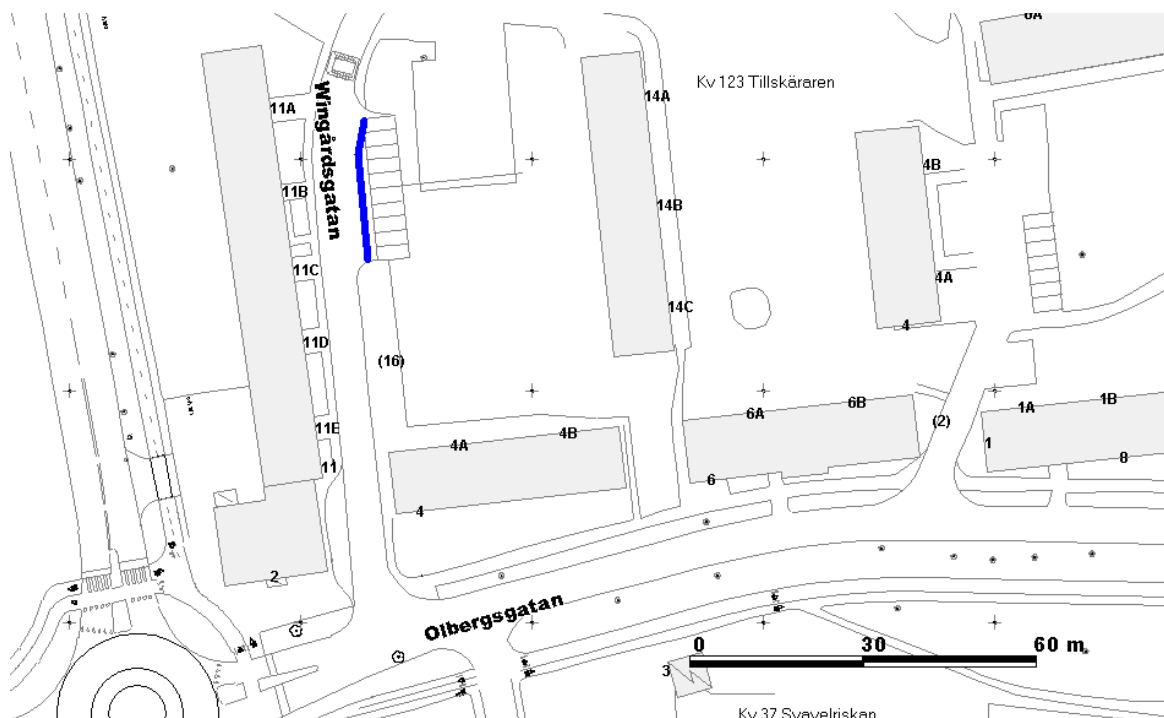 6A
Kv 123 Tillskäraren
11A
14A
Wingårdsgatan
4B
11B
14B
11C
4A
14C
4
11D
(16)
6A
6B
1A
1B
(2)
11E
4A
4B
1
11
8
6
4
2
Olbergsgatan
0 30 60 m
3
Kv 37 Svavelriskan